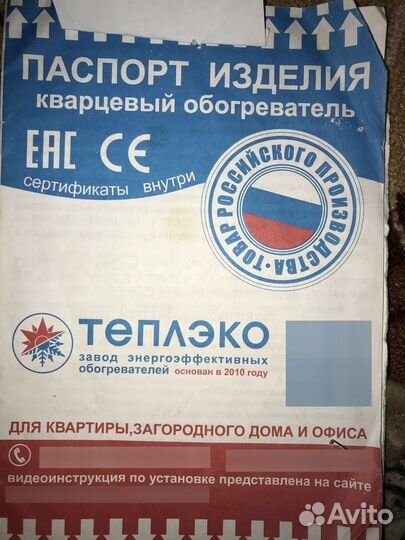 ПАСПОРТ ИЗДЕЛИЯ
кварцевый обогреватель
EAC CE
сертификаты внутри
ТОВАР РОССИЙСКОГО ПРОИЗВОДСТВА
ТЕПЛЭКО
завод энергоэффективных
обогревателей основан в 2010 году
ДЛЯ КВАРТИРЫ,ЗАГОРОДНОГО ДОМА И ОФИСА
видеоинструкция по установке представлена на сайте
Avito